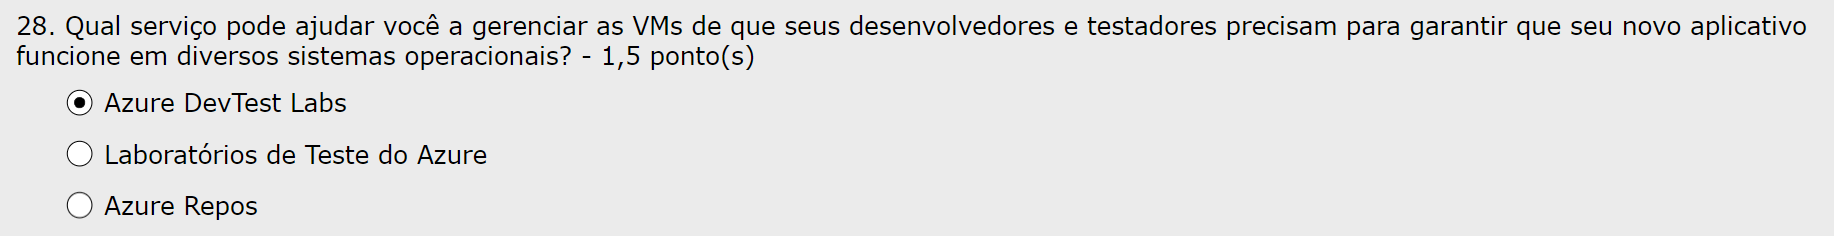 28. Qual serviço pode ajudar você a gerenciar as VMs de que seus desenvolvedores e testadores precisam para garantir que seu novo aplicativo
funcione em diversos sistemas operacionais? - 1,5 ponto(s)
Azure DevTest Labs
Laboratórios de Teste do Azure
Azure Repos